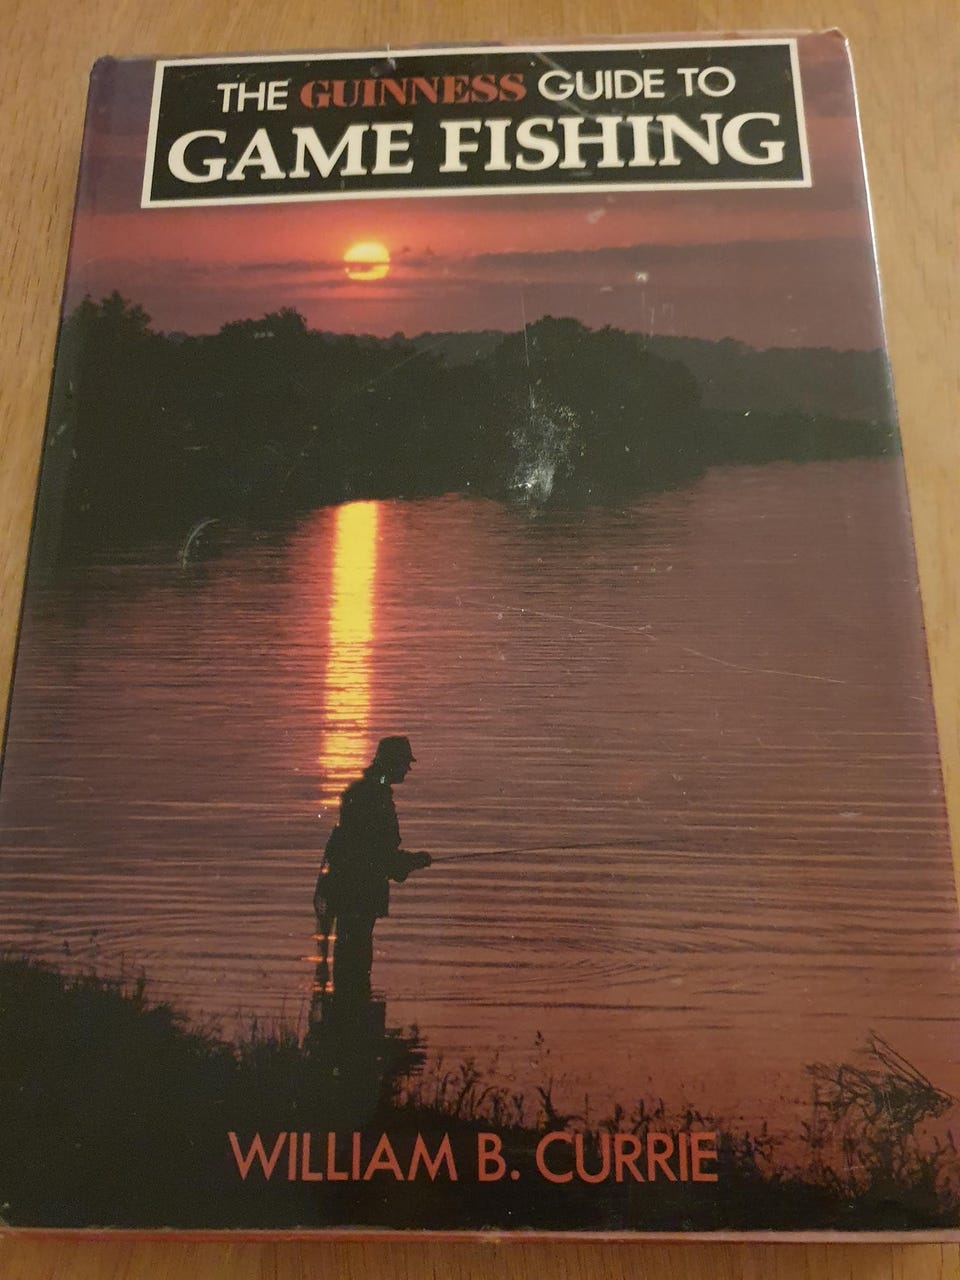 THE GUINNESS GUIDE TO
GAME FISHING
WILLIAM B. CURRIE